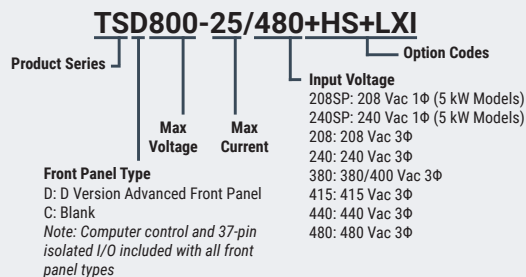 TSD800-25/480+HS+LXI
Product Series
Option Codes
Max
Voltage
Max
Current
Input Voltage
208SP: 208 Vac 1Φ (5 kW Models)
240SP: 240 Vac 1Φ (5 kW Models)
208: 208 Vac 3Φ
240: 240 Vac 3Φ
380: 380/400 Vac 3Φ
415: 415 Vac 3Φ
440: 440 Vac 3Φ
480: 480 Vac 3Φ
Front Panel Type
D: D Version Advanced Front Panel
C: Blank
Note: Computer control and 37-pin
isolated I/O included with all front
panel types